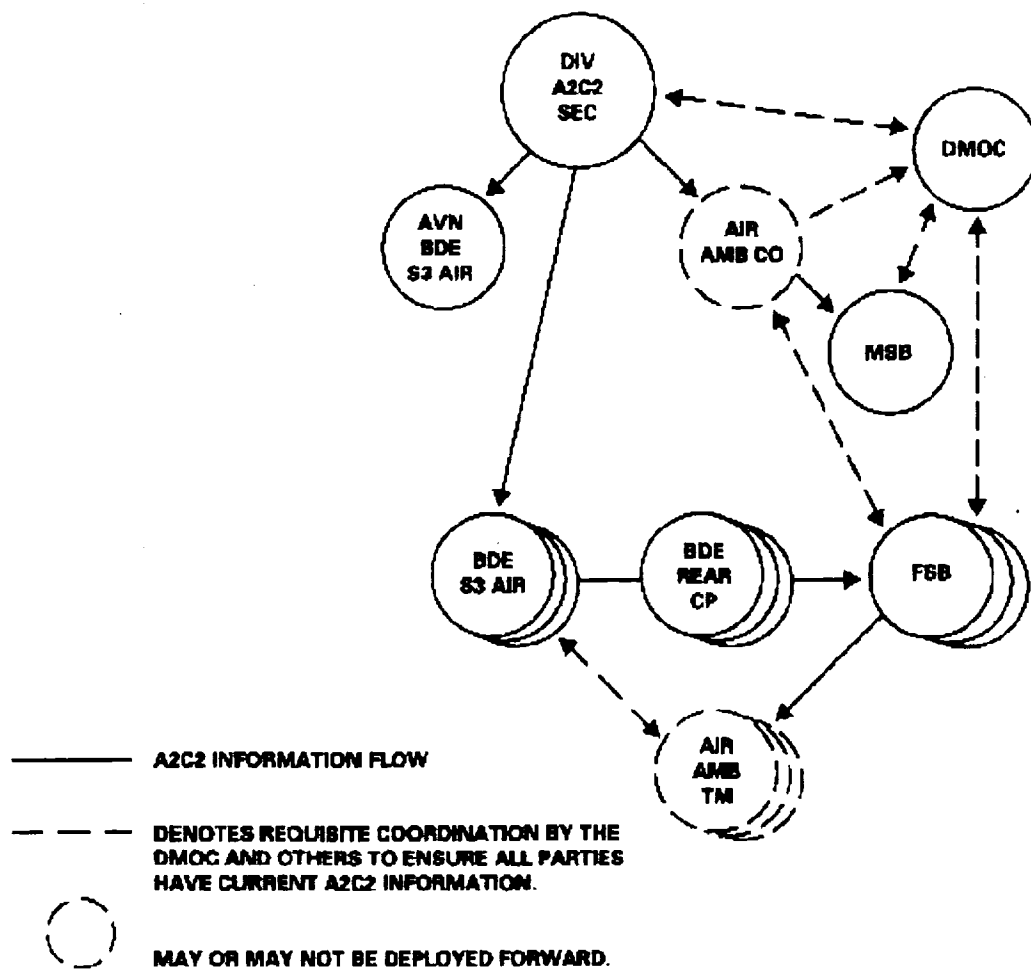 DIV
A2C2
SEC
DMOC
AVN
BDE
S3 AIR
AIR
AMB CO
MSB
BDE
S3 AIR
BDE
REAR
CP
FSB
AIR
AMB
TM
A2C2 INFORMATION FLOW
DENOTES REQUISITE COORDINATION BY THE
DMOC AND OTHERS TO ENSURE ALL PARTIES
HAVE CURRENT A2C2 INFORMATION.
MAY OR MAY NOT BE DEPLOYED FORWARD.